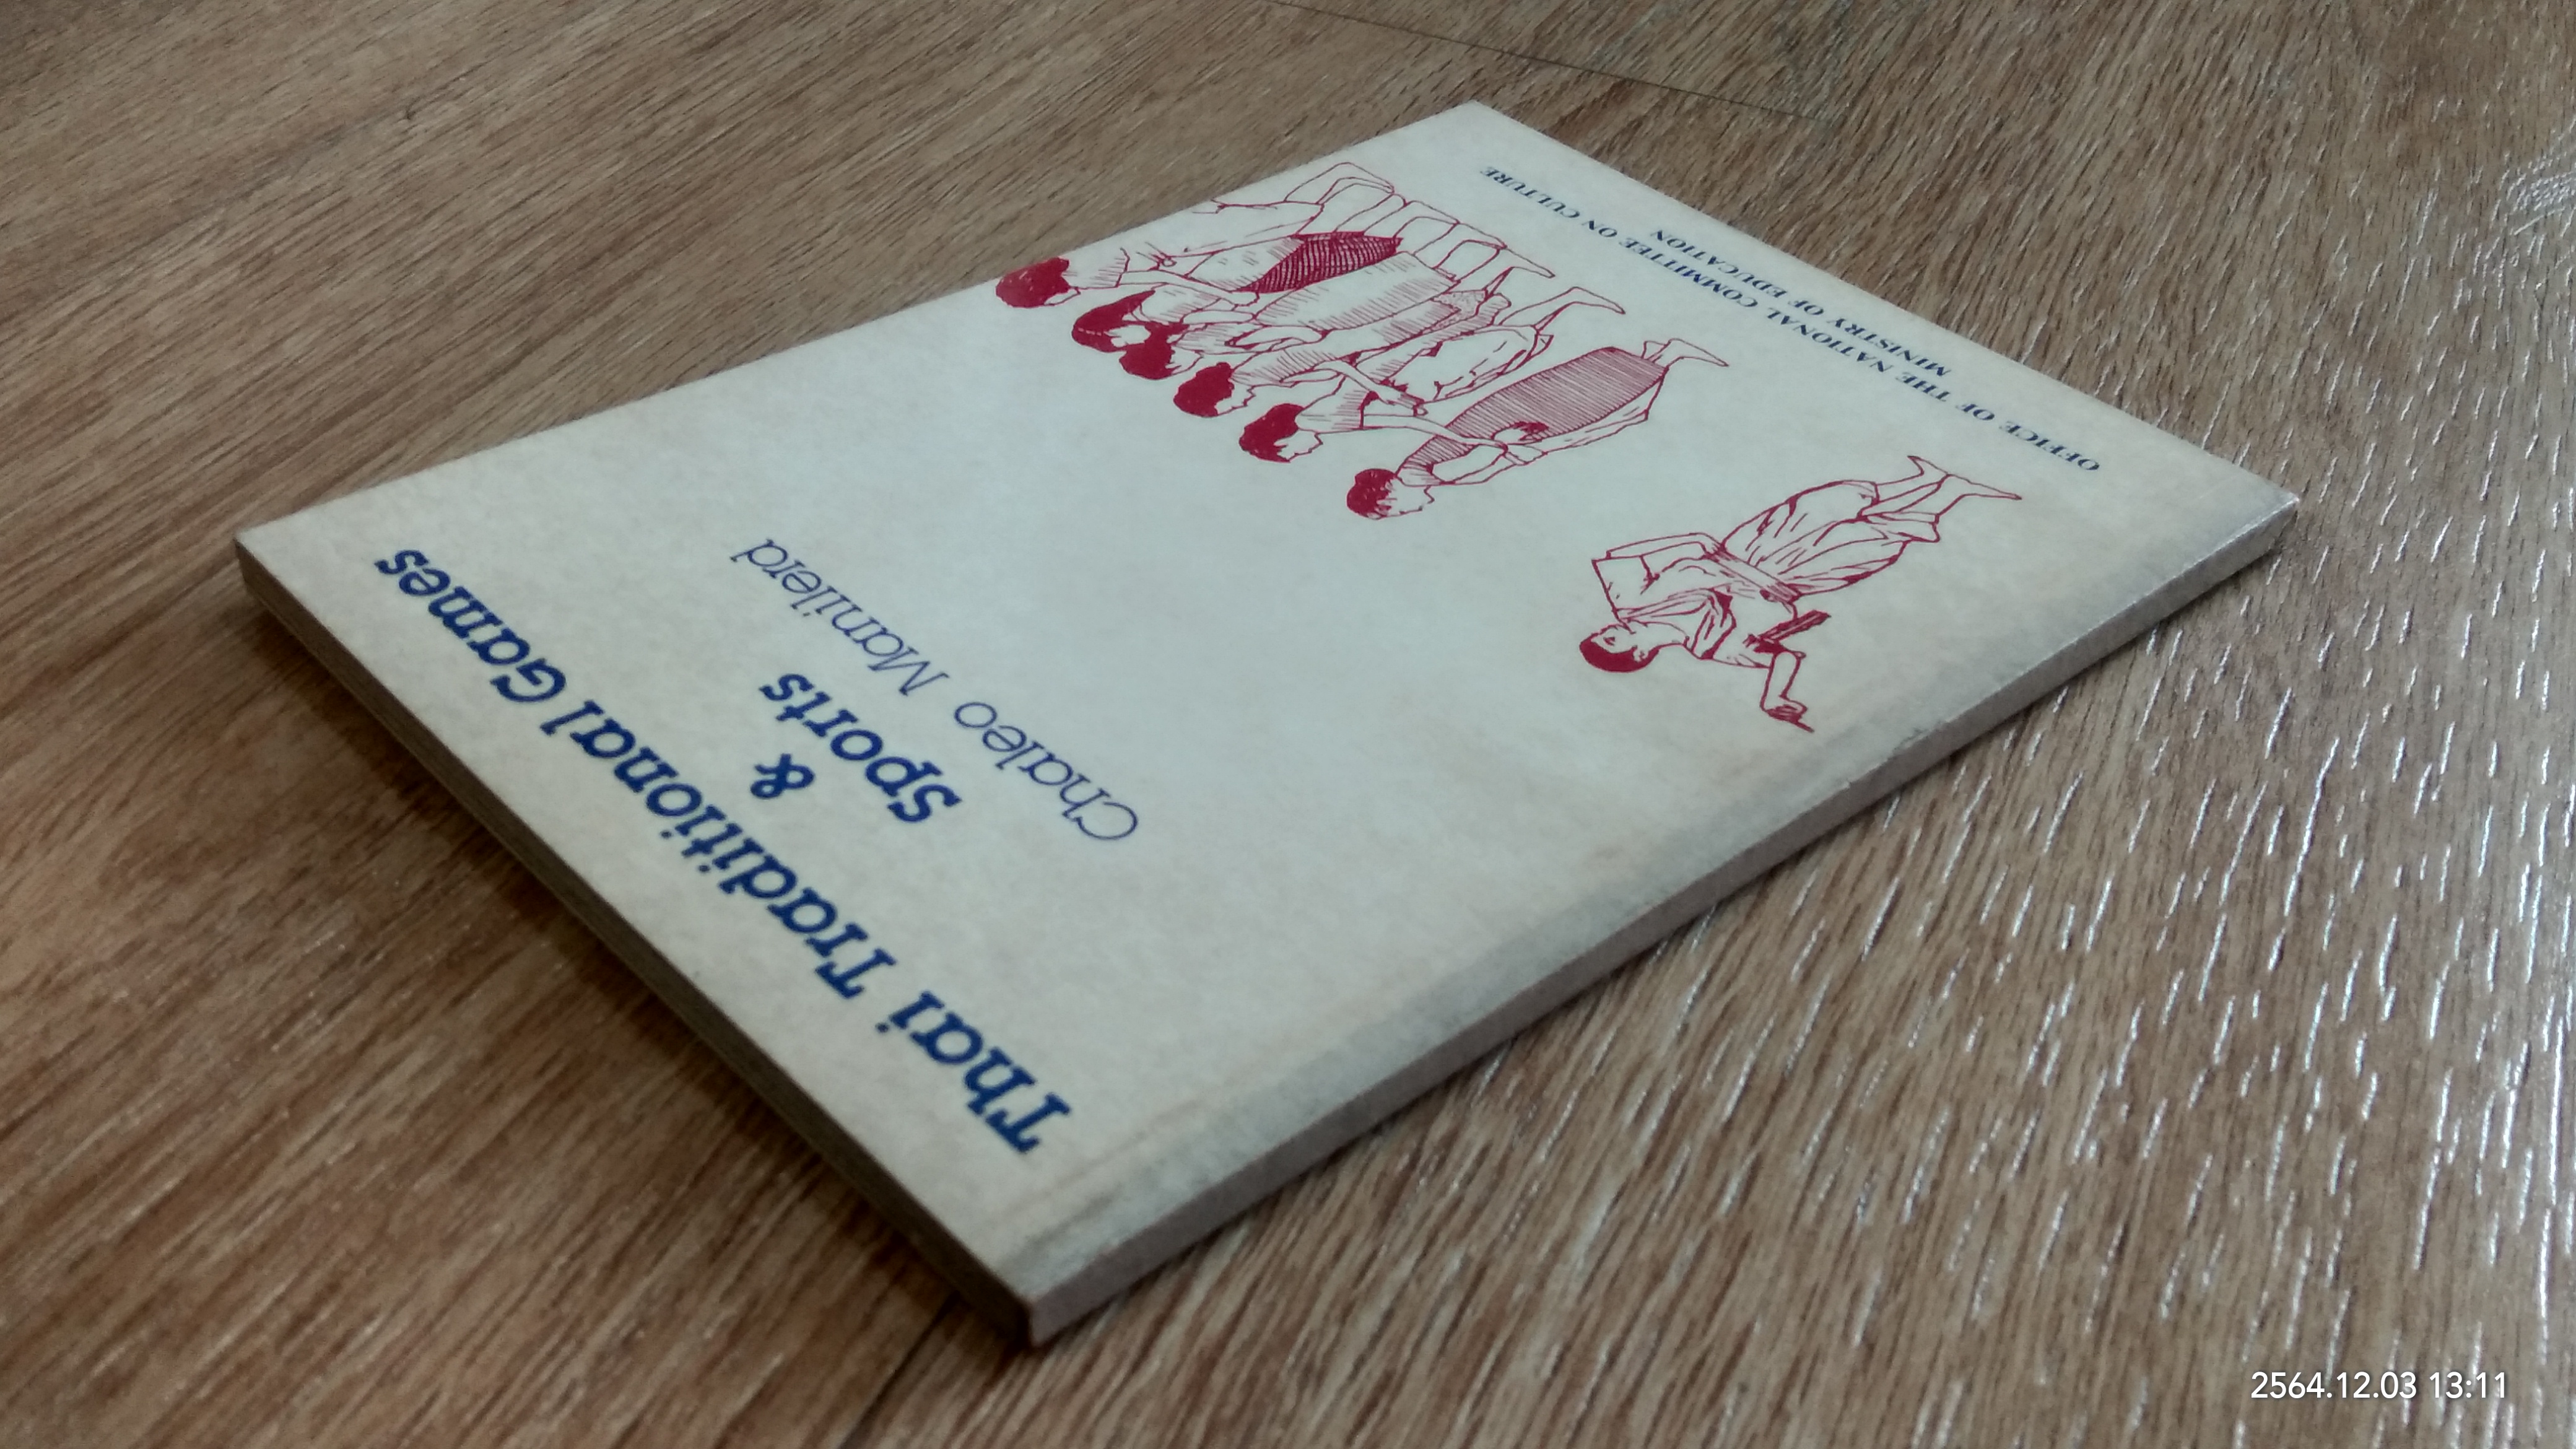 Thai Traditional Games
&
Sports
Chaleo Manilerd
OFFICE OF THE NATIONAL COMMITTEE ON CULTURE
MINISTRY OF EDUCATION
2564.12.03 13:11